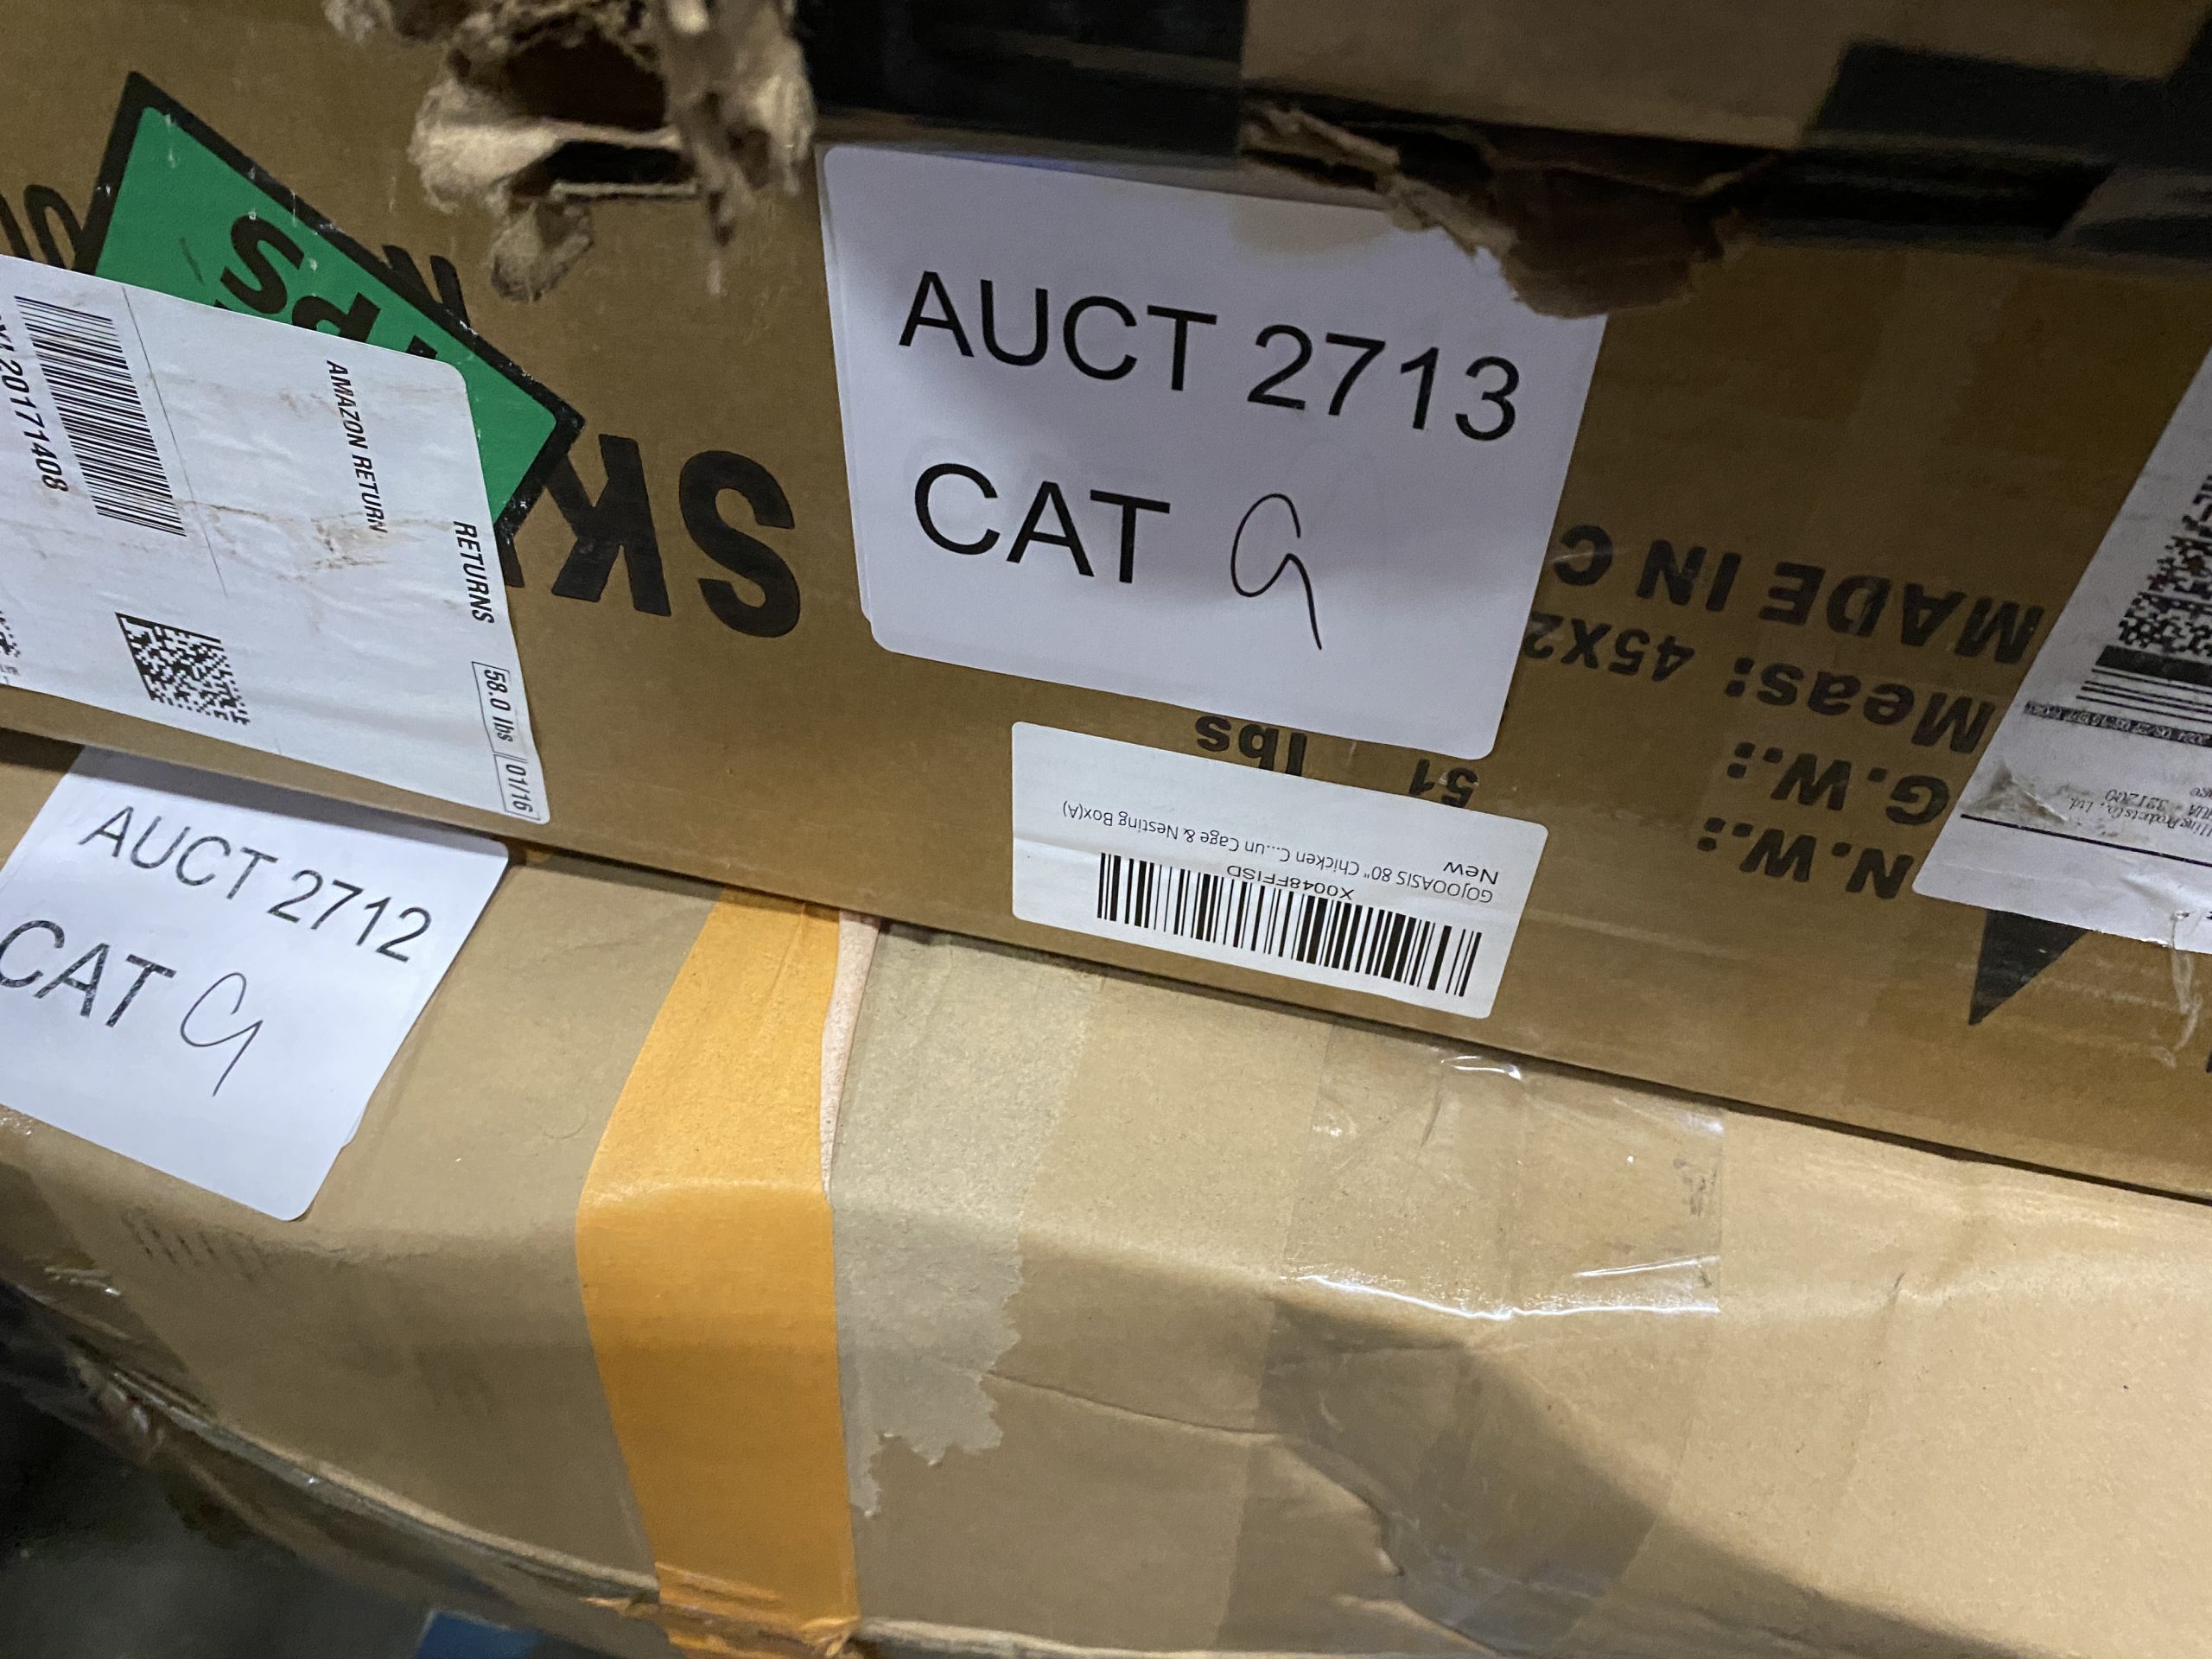 AUCT 2713
CAT 9
AUCT 2712
CAT 9
AMAZON RETURN
RETURNS
58.0 lbs 01/16
SK
MADE IN C
Meas: 45X2
G.W.:
N.W.:
51 lbs
GOJOOASIS 80" Chicken C...un Cage & Nesting Box(A)
New
X0048FFISD